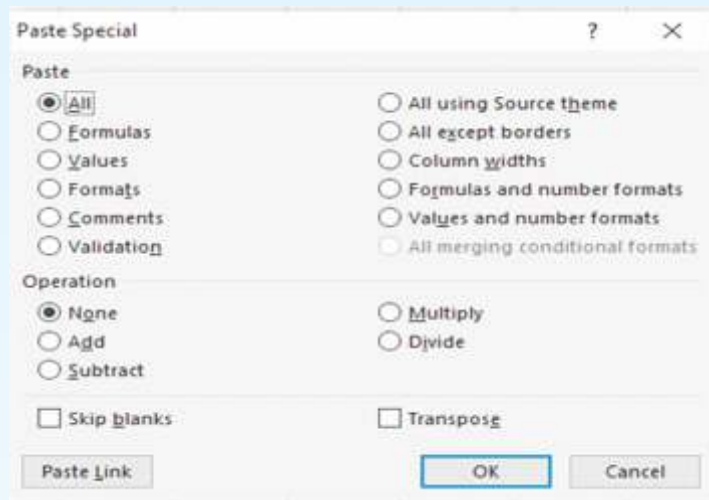 Paste Special ? ×
Paste
All
Formulas
Values
Formats
Comments
Validation
All using Source theme
All except borders
Column widths
Formulas and number formats
Values and number formats
All merging conditional formats
Operation
None
Add
Subtract
Multiply
Divide
Skip blanks
Transpose
Paste Link
OK
Cancel